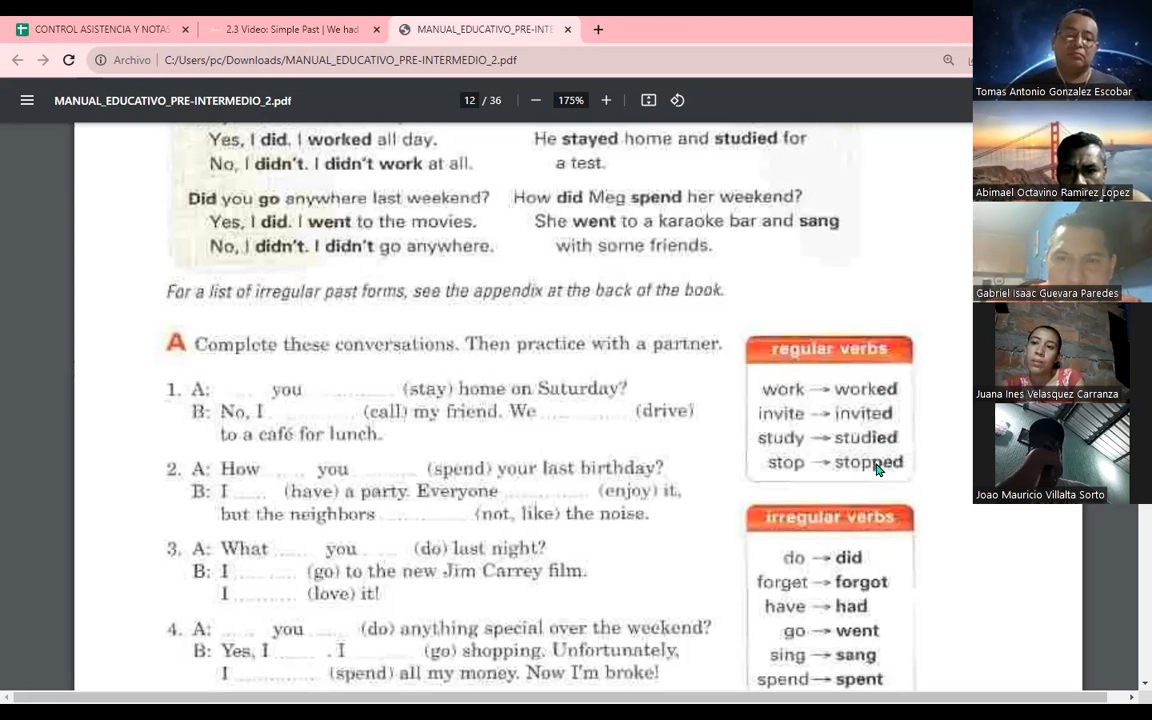 CONTROL ASISTENCIA Y NOTAS
2.3 Video: Simple Past | We had
MANUAL_EDUCATIVO_PRE-INTE
Archivo
C:/Users/pc/Downloads/MANUAL_EDUCATIVO_PRE-INTERMEDIO_2.pdf
MANUAL_EDUCATIVO_PRE-INTERMEDIO_2.pdf
12 / 36
175%
Yes, I did. I worked all day.
No, I didn't. I didn't work at all.
He stayed home and studied for
a test.
Did you go anywhere last weekend?
Yes, I did. I went to the movies.
No, I didn't. I didn't go anywhere.
How did Meg spend her weekend?
She went to a karaoke bar and sang
with some friends.
For a list of irregular past forms, see the appendix at the back of the book.
A Complete these conversations. Then practice with a partner.
1. A: ........ you ................ (stay) home on Saturday?
B: No, I ................ (call) my friend. We ................ (drive)
to a café for lunch.
2. A: How ........ you ................ (spend) your last birthday?
B: I ........ (have) a party. Everyone ................ (enjoy) it,
but the neighbors ................ (not, like) the noise.
3. A: What ........ you ........ (do) last night?
B: I ............ (go) to the new Jim Carrey film.
I ............ (love) it!
4. A: ........ you ........ (do) anything special over the weekend?
B: Yes, I ........ . I ............ (go) shopping. Unfortunately,
I ................ (spend) all my money. Now I'm broke!
regular verbs
work → worked
invite → invited
study → studied
stop → stopped
irregular verbs
do → did
forget → forgot
have → had
go → went
sing → sang
spend → spent
Tomas Antonio Gonzalez Escobar
Abimael Octavino Ramirez Lopez
Gabriel Isaac Guevara Paredes
Juana Ines Velasquez Carranza
Joao Mauricio Villalta Sorto